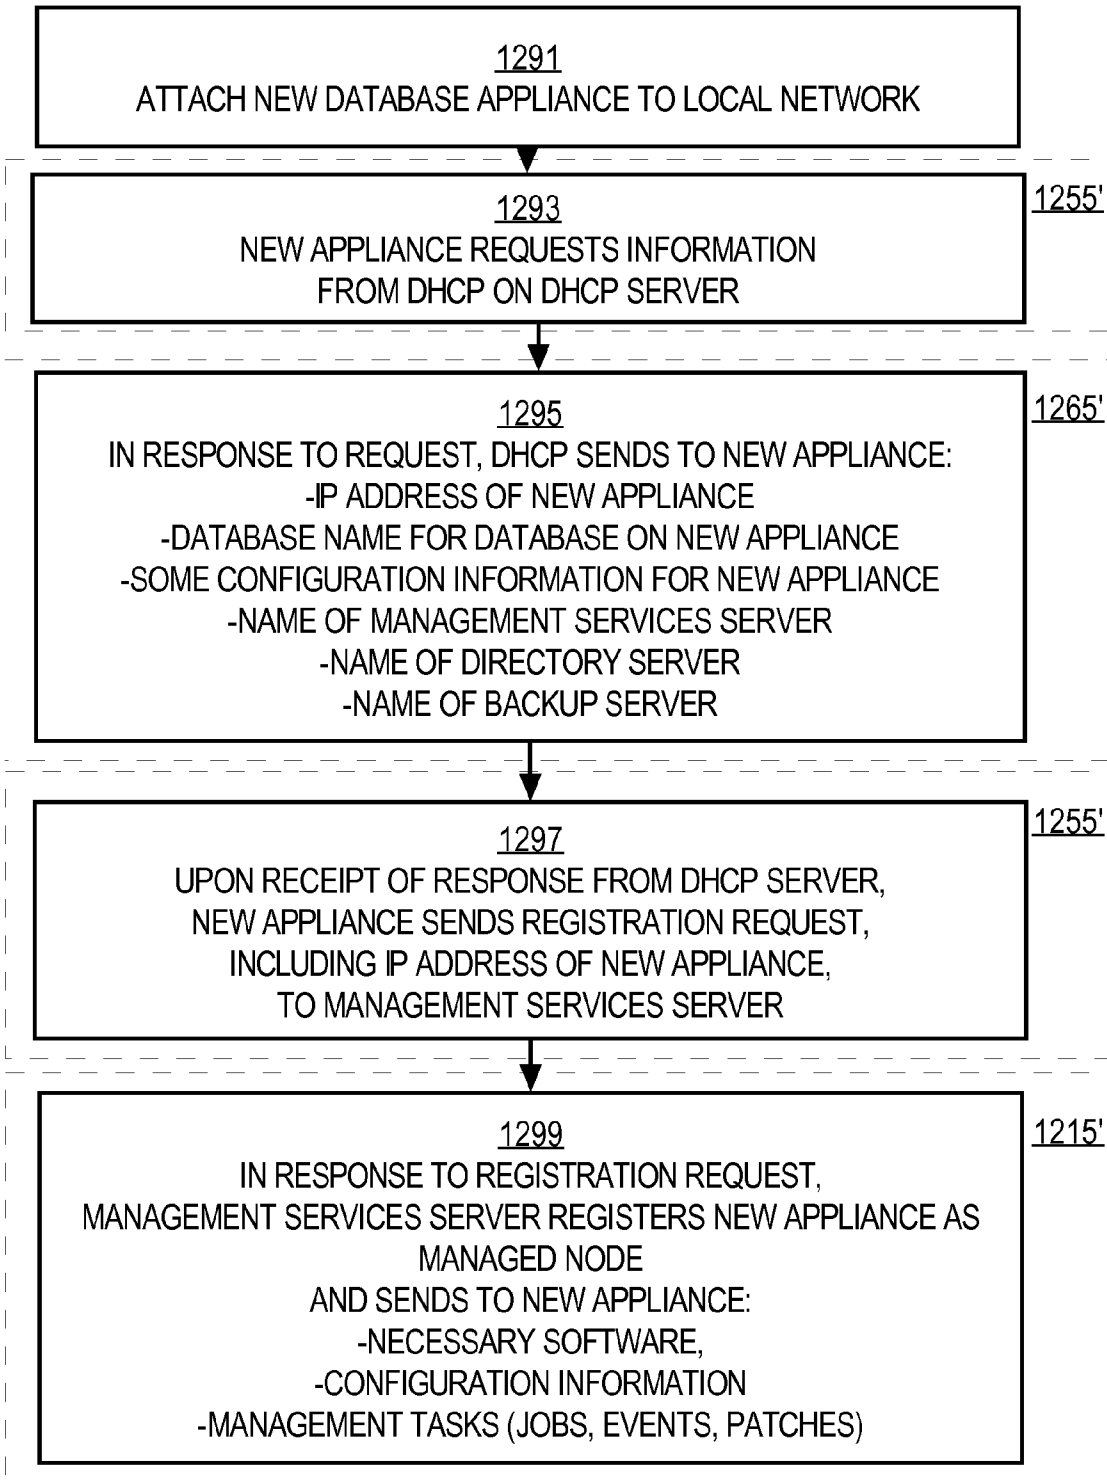 1291
ATTACH NEW DATABASE APPLIANCE TO LOCAL NETWORK
1255'
1293
NEW APPLIANCE REQUESTS INFORMATION
FROM DHCP ON DHCP SERVER
1265'
1295
IN RESPONSE TO REQUEST, DHCP SENDS TO NEW APPLIANCE:
-IP ADDRESS OF NEW APPLIANCE
-DATABASE NAME FOR DATABASE ON NEW APPLIANCE
-SOME CONFIGURATION INFORMATION FOR NEW APPLIANCE
-NAME OF MANAGEMENT SERVICES SERVER
-NAME OF DIRECTORY SERVER
-NAME OF BACKUP SERVER
1255'
1297
UPON RECEIPT OF RESPONSE FROM DHCP SERVER,
NEW APPLIANCE SENDS REGISTRATION REQUEST,
INCLUDING IP ADDRESS OF NEW APPLIANCE,
TO MANAGEMENT SERVICES SERVER
1215'
1299
IN RESPONSE TO REGISTRATION REQUEST,
MANAGEMENT SERVICES SERVER REGISTERS NEW APPLIANCE AS
MANAGED NODE
AND SENDS TO NEW APPLIANCE:
-NECESSARY SOFTWARE,
-CONFIGURATION INFORMATION
-MANAGEMENT TASKS (JOBS, EVENTS, PATCHES)